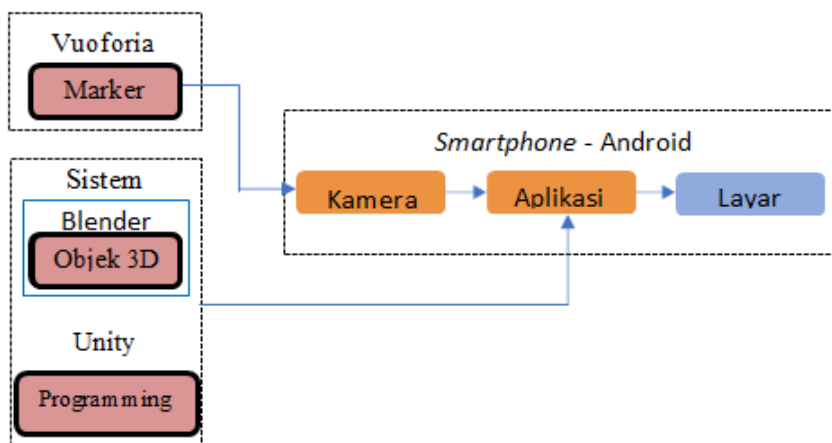 Vuoforia
Marker
Sistem
Blender
Objek 3D
Unity
Programming
Smartphone - Android
Kamera
Aplikasi
Layar